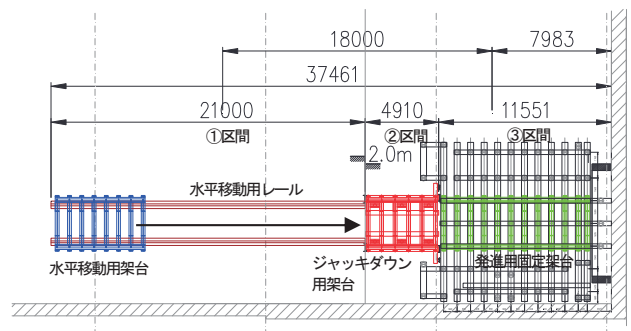 18000
7983
37461
21000
4910
11551
①区間
②区間
③区間
2.0m
水平移動用レール
水平移動用架台
ジャッキダウン
用架台
発進用固定架台